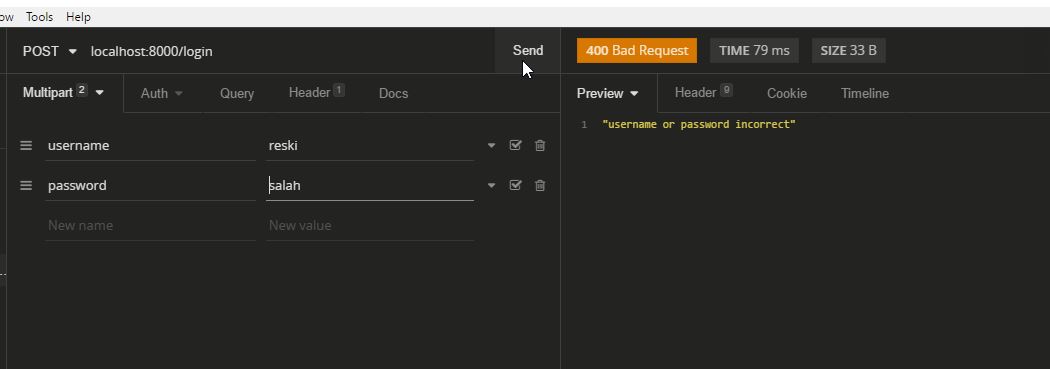 ow Tools Help
POST localhost:8000/login Send 400 Bad Request TIME 79 ms SIZE 33 B
Multipart 2 Auth Query Header 1 Docs Preview Header 9 Cookie Timeline
1 "username or password incorrect"
username reski
password salah
New name New value